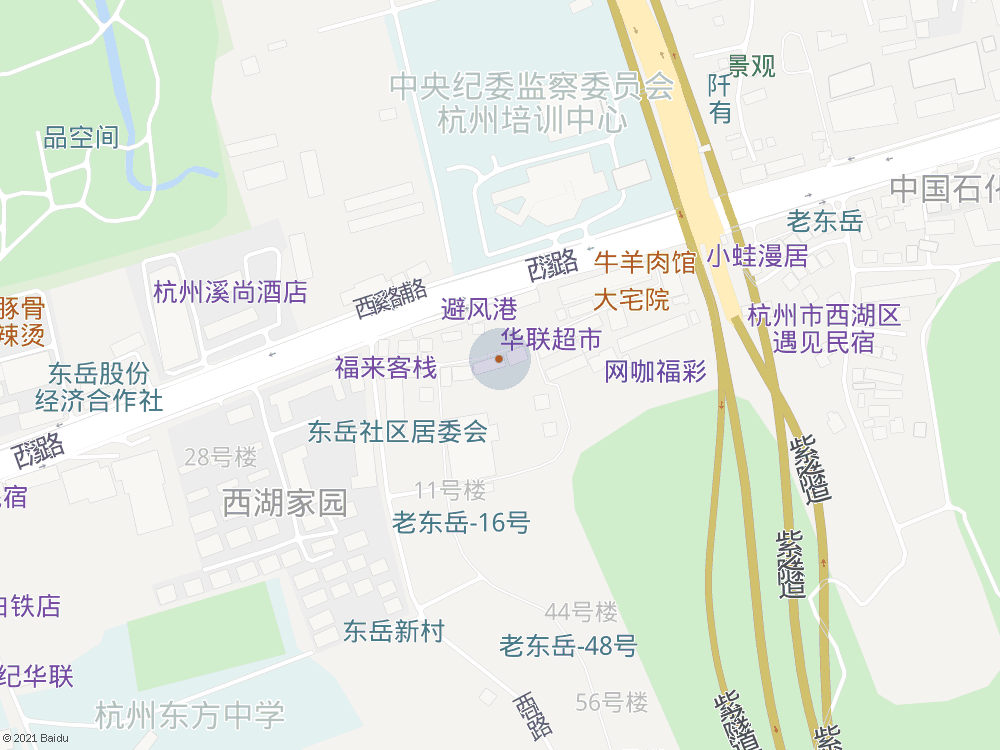 中央纪委监察委员会
杭州培训中心
景观
阡
有
品空间
中国石化
老东岳
西溪路
牛羊肉馆
小蛙漫居
杭州溪尚酒店
大宅院
避风港
杭州市西湖区
遇见民宿
豚骨
辣烫
华联超市
福来客栈
网咖福彩
东岳股份
经济合作社
东岳社区居委会
西溪路
28号楼
11号楼
西湖家园
老东岳-16号
紫之隧道
紫之隧道
44号楼
东岳新村
老东岳-48号
纪华联
56号楼
杭州东方中学
© 2021 Baidu